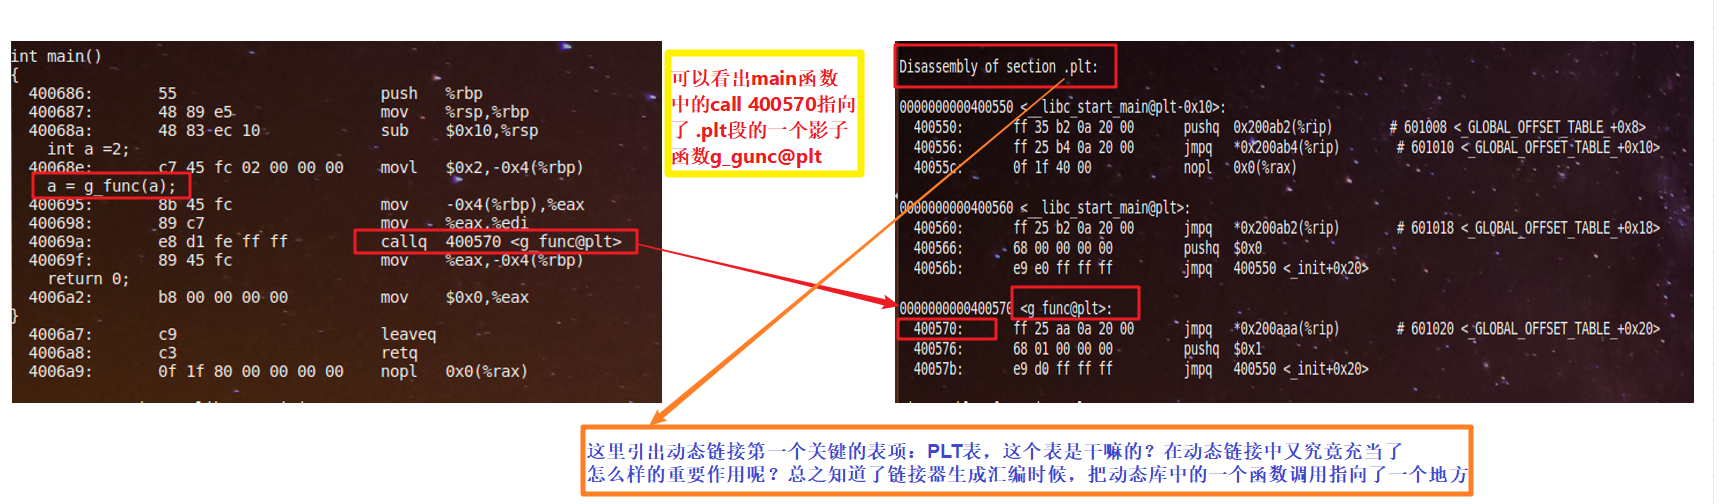 int main()
{
400686: 55 push %rbp
400687: 48 89 e5 mov %rsp,%rbp
40068a: 48 83 ec 10 sub $0x10,%rsp
int a =2;
40068e: c7 45 fc 02 00 00 00 movl $0x2,-0x4(%rbp)
a = g_func(a);
400695: 8b 45 fc mov -0x4(%rbp),%eax
400698: 89 c7 mov %eax,%edi
40069a: e8 d1 fe ff ff callq 400570 <g_func@plt>
40069f: 89 45 fc mov %eax,-0x4(%rbp)
return 0;
4006a2: b8 00 00 00 00 mov $0x0,%eax
}
4006a7: c9 leaveq
4006a8: c3 retq
4006a9: 0f 1f 80 00 00 00 00 nopl 0x0(%rax)
可以看出main函数
中的call 400570指向
了 .plt段的一个影子
函数g_gunc@plt
Disassembly of section .plt:
0000000000400550 <__libc_start_main@plt-0x10>:
400550: ff 35 b2 0a 20 00 pushq 0x200ab2(%rip) # 601008 <_GLOBAL_OFFSET_TABLE_+0x8>
400556: ff 25 b4 0a 20 00 jmpq *0x200ab4(%rip) # 601010 <_GLOBAL_OFFSET_TABLE_+0x10>
40055c: 0f 1f 40 00 nopl 0x0(%rax)
0000000000400560 <__libc_start_main@plt>:
400560: ff 25 b2 0a 20 00 jmpq *0x200ab2(%rip) # 601018 <_GLOBAL_OFFSET_TABLE_+0x18>
400566: 68 00 00 00 00 pushq $0x0
40056b: e9 e0 ff ff ff jmpq 400550 <_init+0x20>
0000000000400570 <g_func@plt>:
400570: ff 25 aa 0a 20 00 jmpq *0x200aaa(%rip) # 601020 <_GLOBAL_OFFSET_TABLE_+0x20>
400576: 68 01 00 00 00 pushq $0x1
40057b: e9 d0 ff ff ff jmpq 400550 <_init+0x20>
这里引出动态链接第一个关键的表项：PLT表，这个表是干嘛的？在动态链接中又究竟充当了
怎么样的重要作用呢？总之知道了链接器生成汇编时候，把动态库中的一个函数调用指向了一个地方